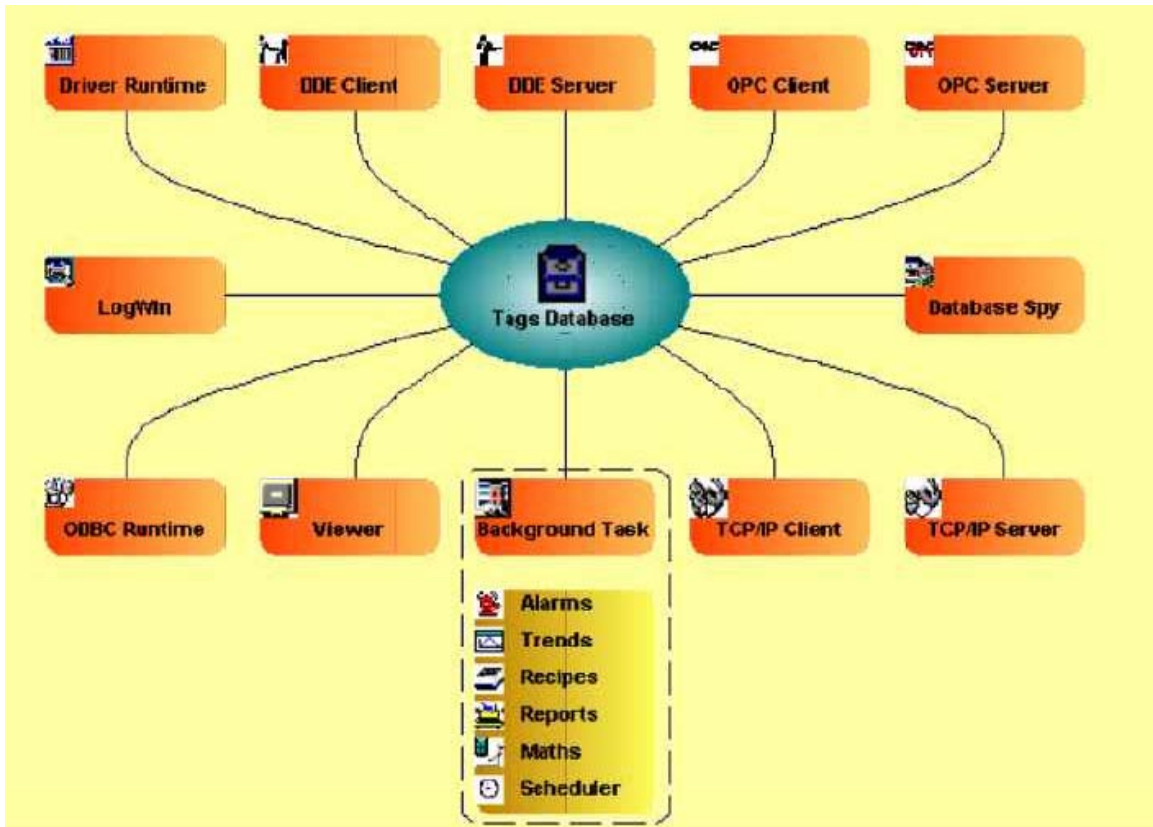 Driver Runtime
DDE Client
DDE Server
OPC Client
OPC Server
LogWin
Tags Database
Database Spy
ODBC Runtime
Viewer
Background Task
TCP/IP Client
TCP/IP Server
Alarms
Trends
Recipes
Reports
Maths
Scheduler